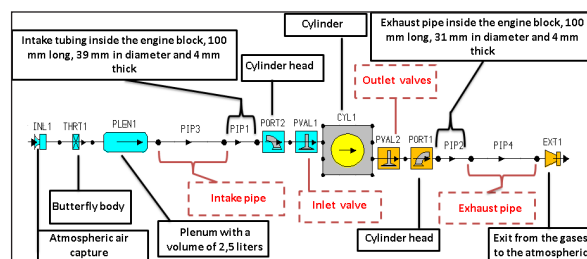 Cylinder
Exhaust pipe inside the engine block, 100
mm long, 31 mm in diameter and 4 mm
thick
Intake tubing inside the engine block, 100
mm long, 39 mm in diameter and 4 mm
thick
Cylinder head
Outlet valves
INL1
THRT1
PLEN1
PIP3
PIP1
PORT2
PVAL1
CYL1
PVAL2
PORT1
PIP2
PIP4
EXT1
Intake pipe
Inlet valve
Exhaust pipe
Butterfly body
Atmospheric air
capture
Plenum with a
volume of 2,5 liters
Cylinder head
Exit from the gases
to the atmospheric